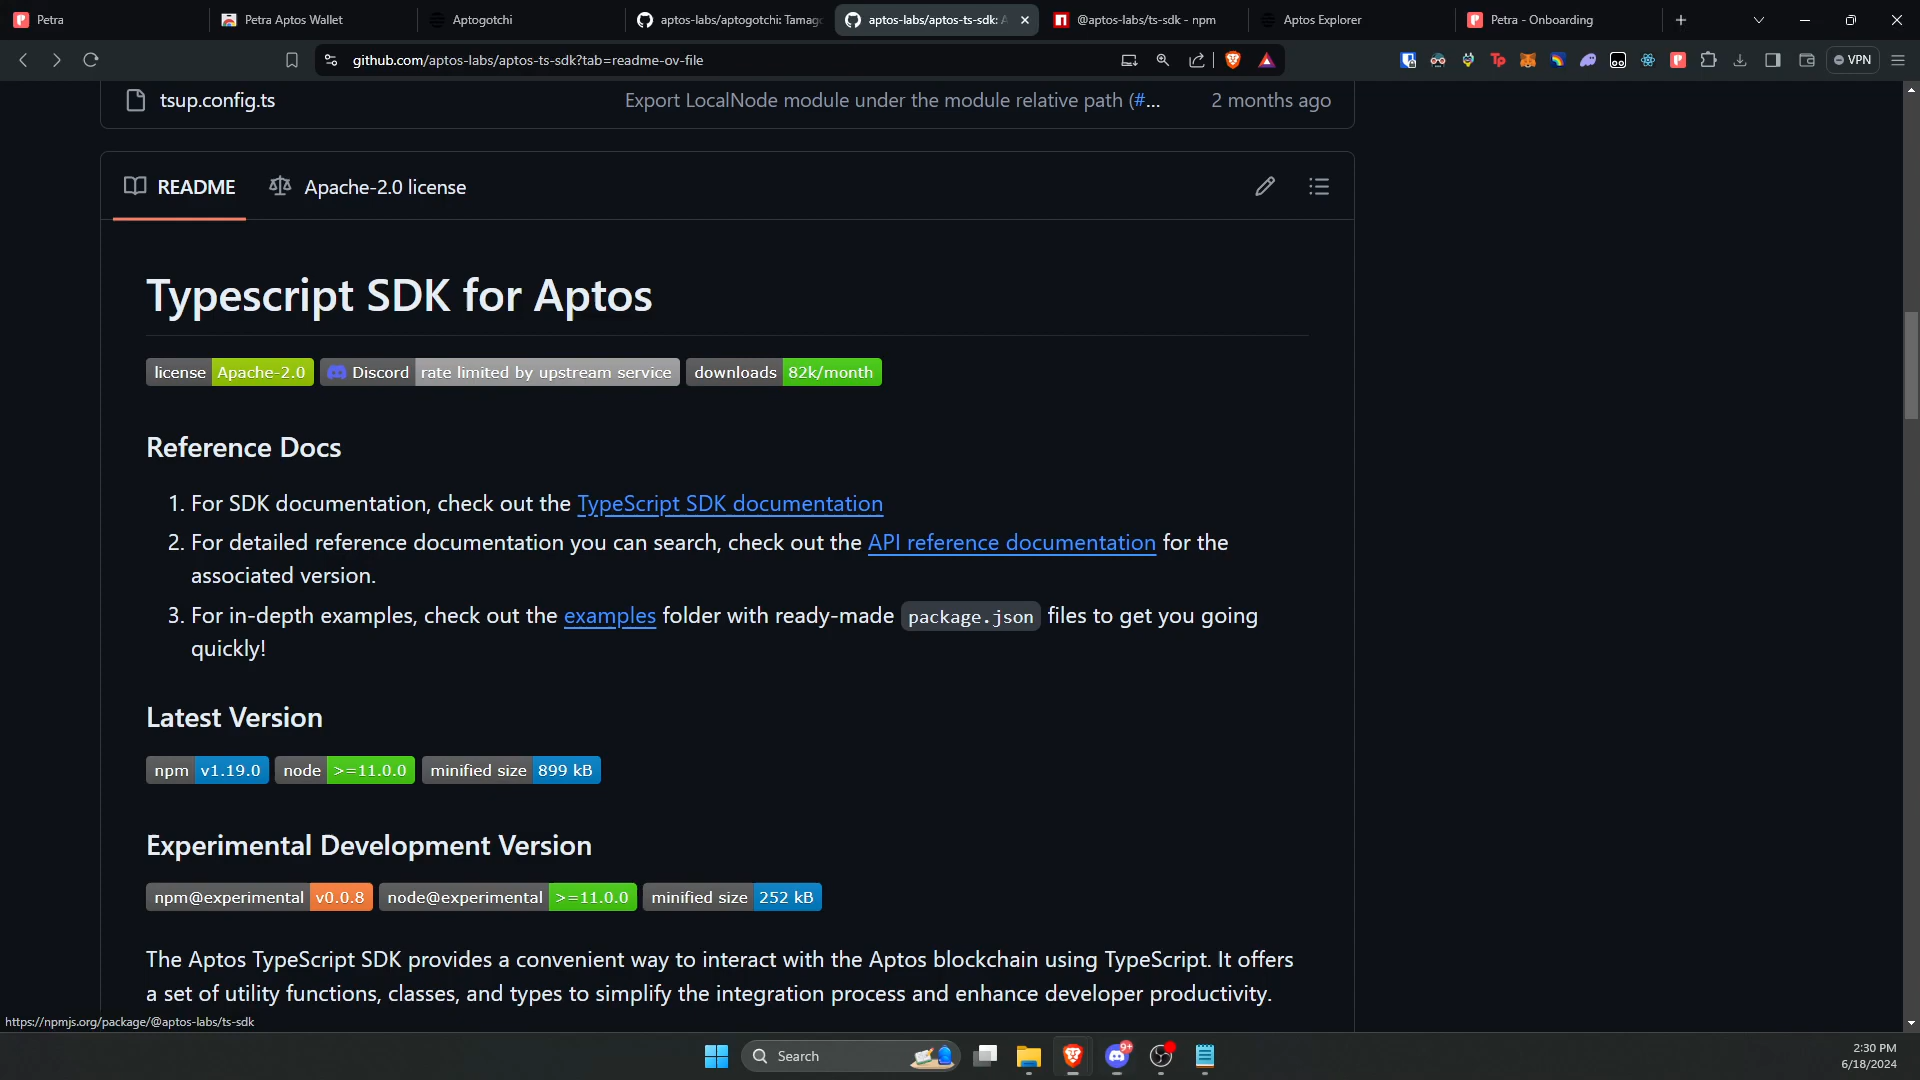 Petra
Petra Aptos Wallet
Aptogotchi
aptos-labs/aptogotchi: Tamago
aptos-labs/aptos-ts-sdk: A
@aptos-labs/ts-sdk - npm
Aptos Explorer
Petra - Onboarding
github.com/aptos-labs/aptos-ts-sdk?tab=readme-ov-file
Tp
VPN
tsup.config.ts
Export LocalNode module under the module relative path (#...
2 months ago
README
Apache-2.0 license
Typescript SDK for Aptos
license Apache-2.0
Discord rate limited by upstream service
downloads 82k/month
Reference Docs
1. For SDK documentation, check out the TypeScript SDK documentation
2. For detailed reference documentation you can search, check out the API reference documentation for the
associated version.
3. For in-depth examples, check out the examples folder with ready-made package.json files to get you going
quickly!
Latest Version
npm v1.19.0
node >=11.0.0
minified size 899 kB
Experimental Development Version
npm@experimental v0.0.8
node@experimental >=11.0.0
minified size 252 kB
The Aptos TypeScript SDK provides a convenient way to interact with the Aptos blockchain using TypeScript. It offers
a set of utility functions, classes, and types to simplify the integration process and enhance developer productivity.
https://npmjs.org/package/@aptos-labs/ts-sdk
Search
9+
2:30 PM
6/18/2024